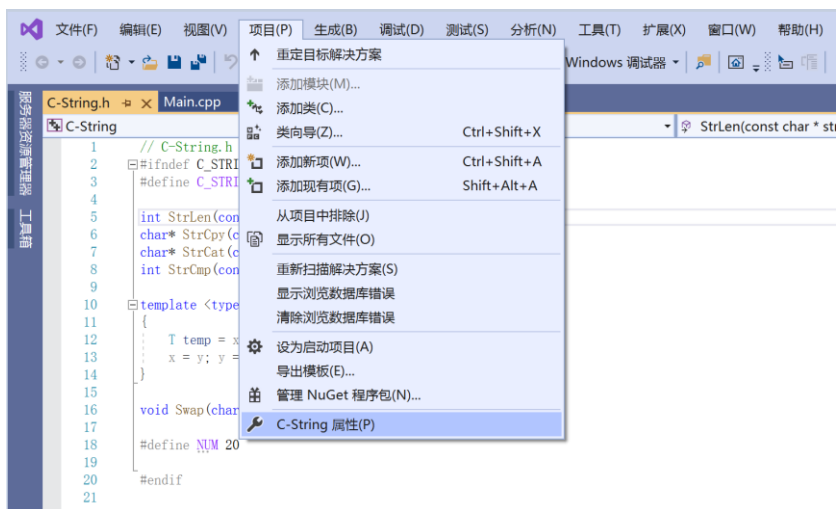 文件(F) 编辑(E) 视图(V) 项目(P) 生成(B) 调试(D) 测试(S) 分析(N) 工具(T) 扩展(X) 窗口(W) 帮助(H)
重定目标解决方案
Windows 调试器
添加模块(M)...
添加类(C)...
类向导(Z)... Ctrl+Shift+X
添加新项(W)... Ctrl+Shift+A
添加现有项(G)... Shift+Alt+A
从项目中排除(J)
显示所有文件(O)
重新扫描解决方案(S)
显示浏览数据库错误
清除浏览数据库错误
设为启动项目(A)
导出模板(E)...
管理 NuGet 程序包(N)...
C-String 属性(P)
服务器资源管理器
工具箱
C-String.h Main.cpp
C-String
StrLen(const char * str
1 // C-String.h
2 #ifndef C_STRI
3 #define C_STRI
4
5 int StrLen(con
6 char* StrCpy(c
7 char* StrCat(c
8 int StrCmp(con
9
10 template <type
11 {
12 T temp = x
13 x = y; y =
14 }
15
16 void Swap(char
17
18 #define NUM 20
19
20 #endif
21